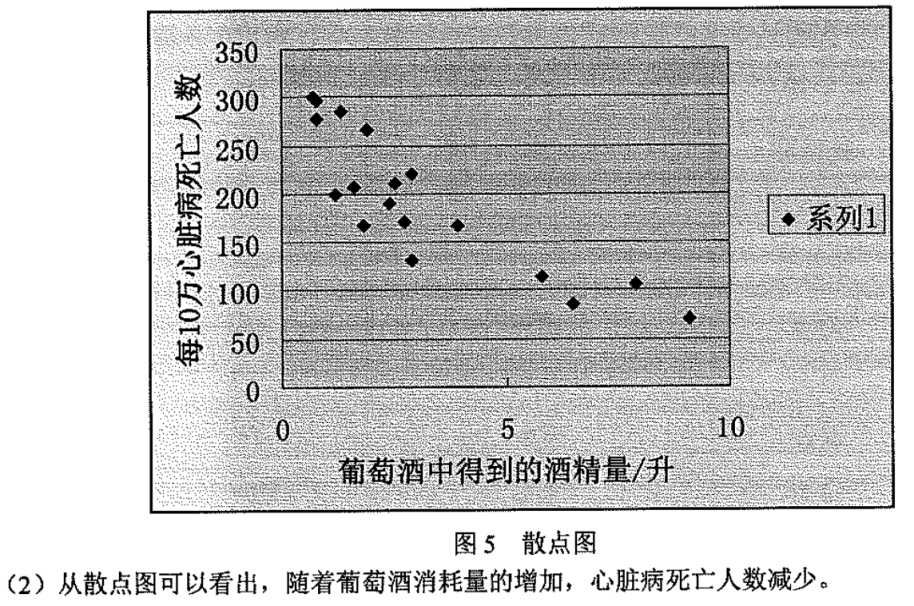 350
300
250
200
150
100
50
0
每10万心脏病死亡人数
0 5 10
葡萄酒中得到的酒精量/升
系列1
图5 散点图
(2)从散点图可以看出，随着葡萄酒消耗量的增加，心脏病死亡人数减少。